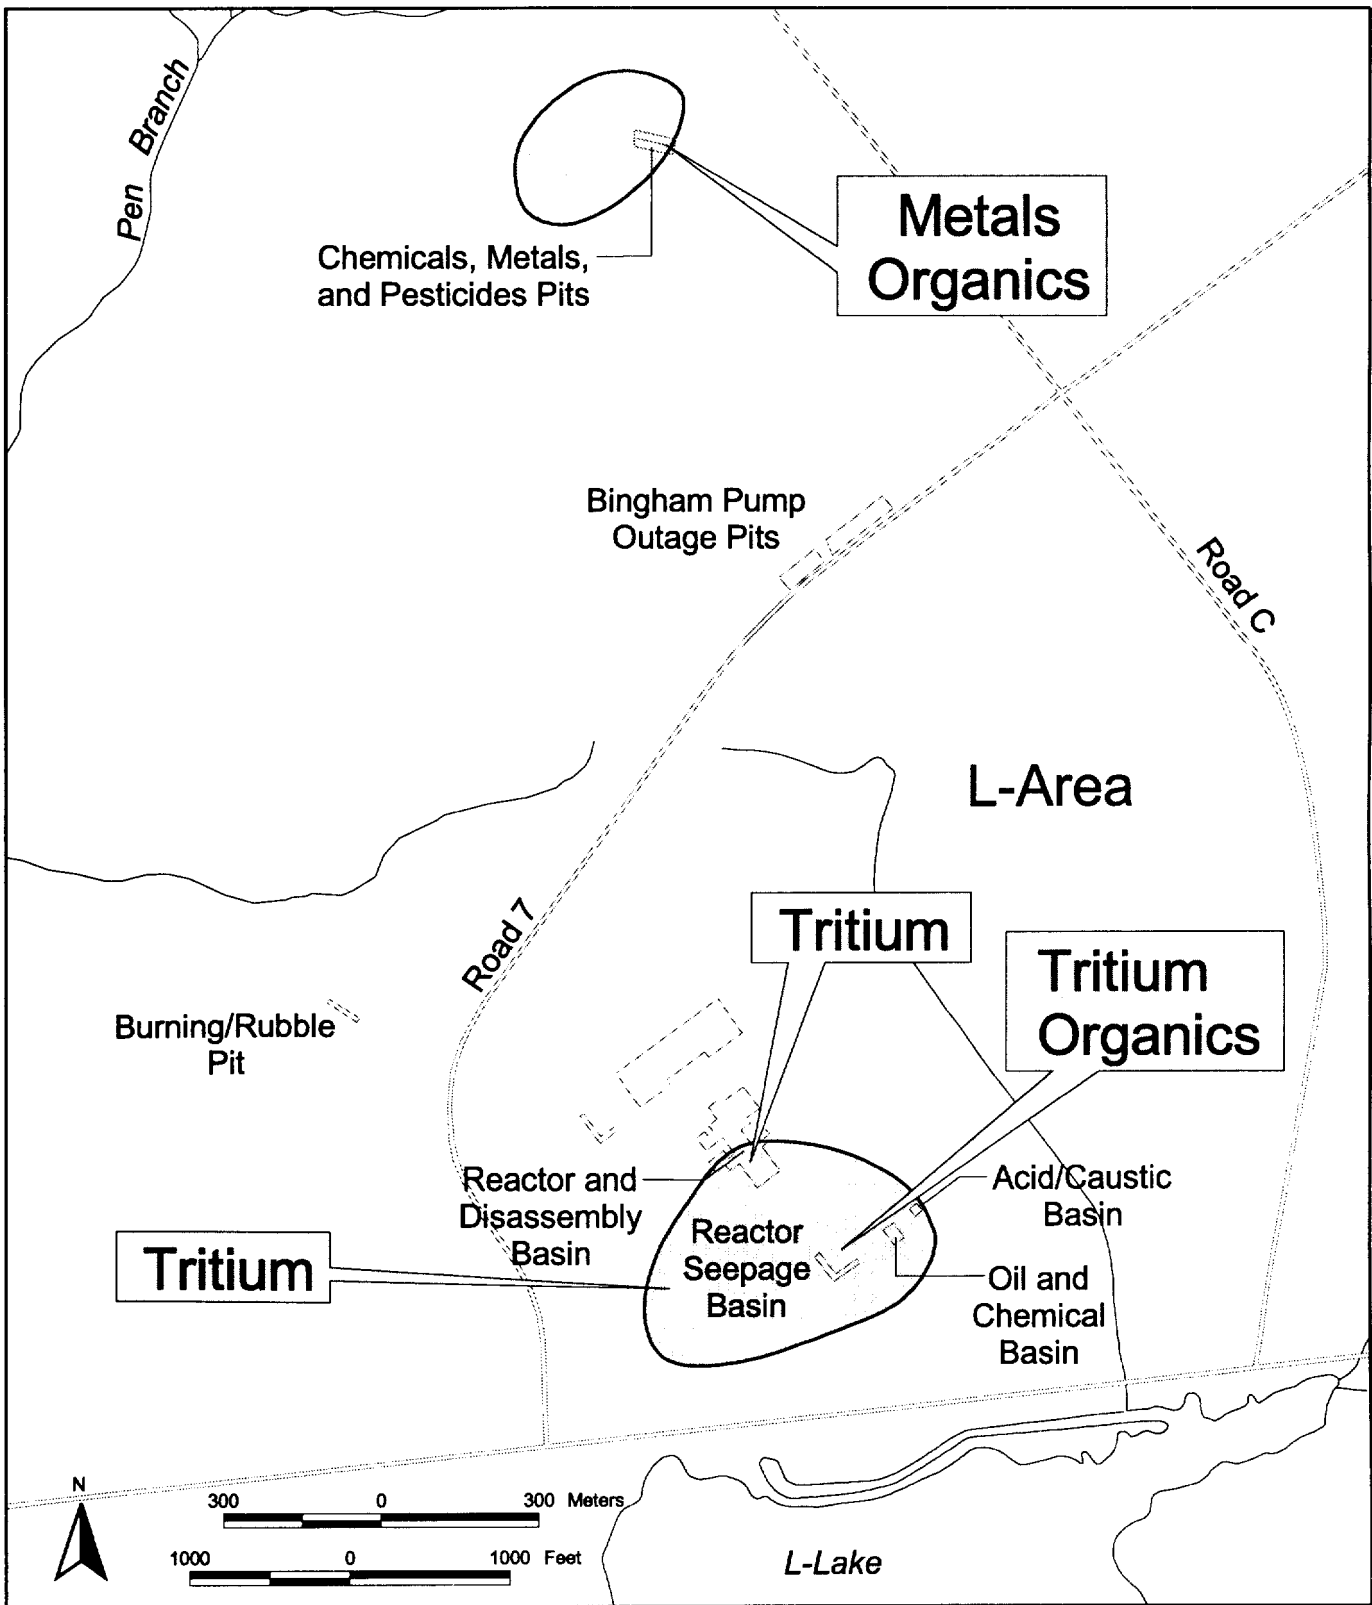 Pen Branch
Metals
Organics
Chemicals, Metals,
and Pesticides Pits
Bingham Pump
Outage Pits
Road C
L-Area
Road 7
Tritium
Tritium
Organics
Burning/Rubble
Pit
Reactor and
Disassembly
Basin
Acid/Caustic
Basin
Reactor
Seepage
Basin
Tritium
Oil and
Chemical
Basin
N
300 0 300 Meters
1000 0 1000 Feet
L-Lake